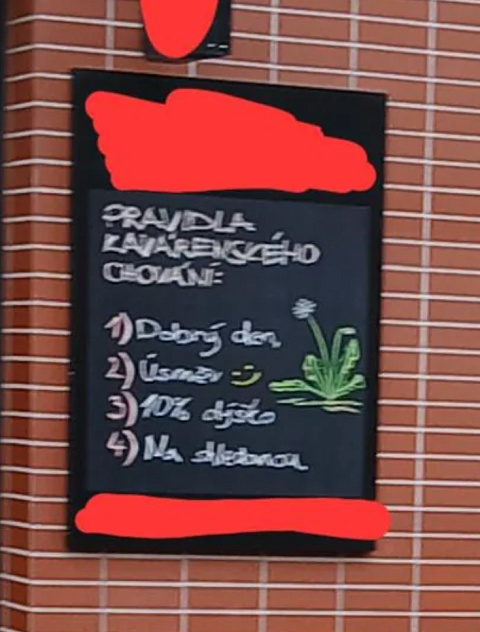 PRAVIDLA
KAVÁRENSKÉHO
CHOVÁNÍ:
1) Dobrý den,
2) Úsměv
3) 10% dýško
4) Na shledanou